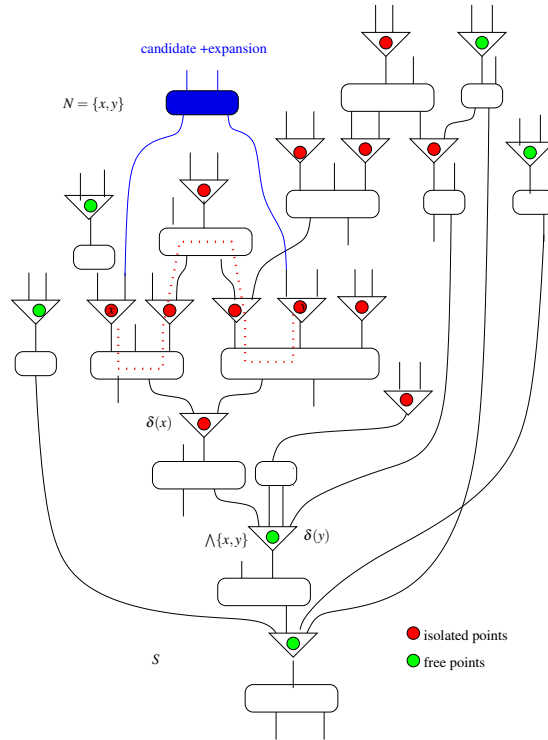 candidate +expansion
N = {x, y}
x
δ(x)
⋀{x, y}
δ(y)
isolated points
free points
S